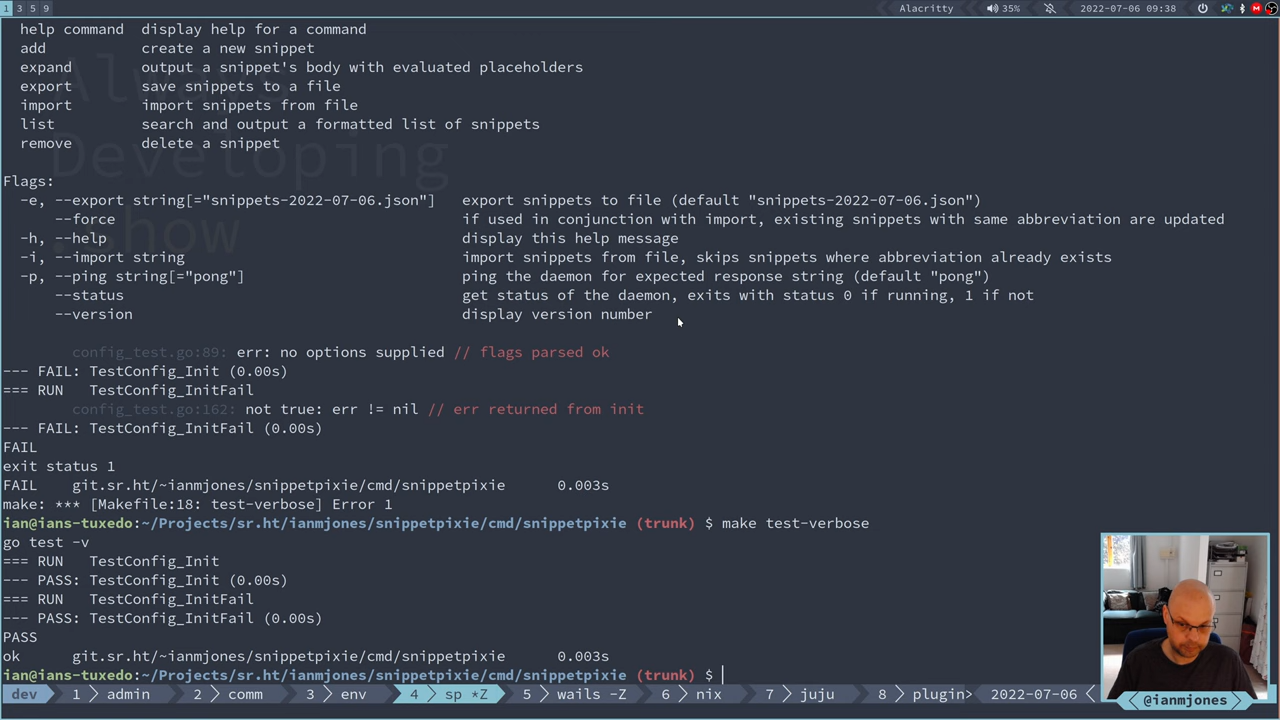 1 3 5 9 Alacritty 35% 2022-07-06 09:38
help command  display help for a command
add           create a new snippet
expand        output a snippet's body with evaluated placeholders
export        save snippets to a file
import        import snippets from file
list          search and output a formatted list of snippets
remove        delete a snippet
Always
Developing
.show
Flags:
-e, --export string[="snippets-2022-07-06.json"]   export snippets to file (default "snippets-2022-07-06.json")
--force                                        if used in conjunction with import, existing snippets with same abbreviation are updated
-h, --help                                         display this help message
-i, --import string                                import snippets from file, skips snippets where abbreviation already exists
-p, --ping string[="pong"]                         ping the daemon for expected response string (default "pong")
--status                                       get status of the daemon, exits with status 0 if running, 1 if not
--version                                      display version number
config_test.go:89: err: no options supplied // flags parsed ok
--- FAIL: TestConfig_Init (0.00s)
=== RUN   TestConfig_InitFail
config_test.go:162: not true: err != nil // err returned from init
--- FAIL: TestConfig_InitFail (0.00s)
FAIL
exit status 1
FAIL    git.sr.ht/~ianmjones/snippetpixie/cmd/snippetpixie      0.003s
make: *** [Makefile:18: test-verbose] Error 1
ian@ians-tuxedo:~/Projects/sr.ht/ianmjones/snippetpixie/cmd/snippetpixie (trunk) $ make test-verbose
go test -v
=== RUN   TestConfig_Init
--- PASS: TestConfig_Init (0.00s)
=== RUN   TestConfig_InitFail
--- PASS: TestConfig_InitFail (0.00s)
PASS
ok      git.sr.ht/~ianmjones/snippetpixie/cmd/snippetpixie      0.003s
ian@ians-tuxedo:~/Projects/sr.ht/ianmjones/snippetpixie/cmd/snippetpixie (trunk) $
dev 1 admin 2 comm 3 env 4 sp *Z 5 wails -Z 6 nix 7 juju 8 plugin> 2022-07-06
@ianmjones